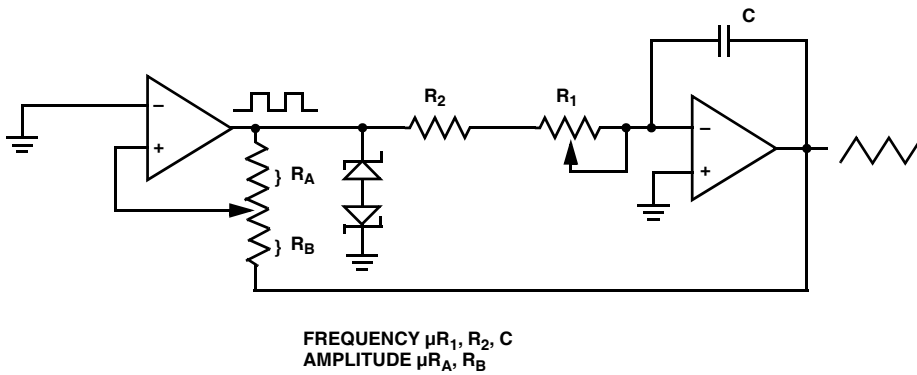 C
R2
R1
−
+
−
+
} RA
} RB
FREQUENCY µR1, R2, C
AMPLITUDE µRA, RB